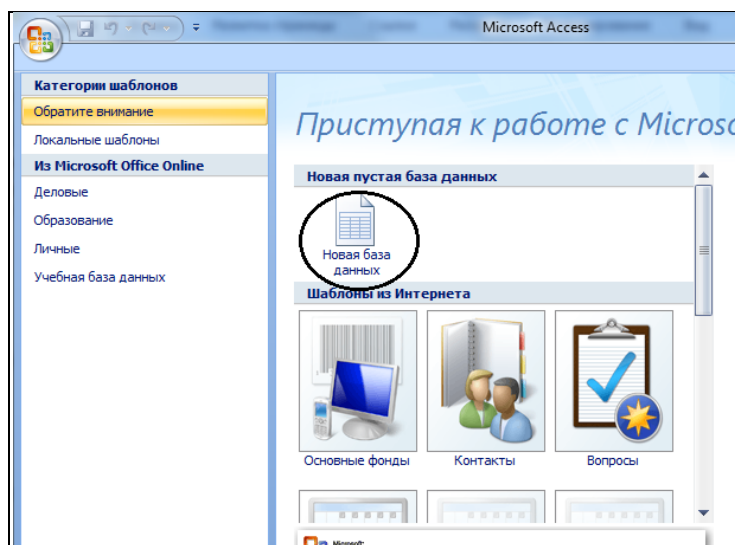 Microsoft Access
Категории шаблонов
Обратите внимание
Локальные шаблоны
Из Microsoft Office Online
Деловые
Образование
Личные
Учебная база данных
Приступая к работе с Micros
Новая пустая база данных
Новая база
данных
Шаблоны из Интернета
Основные фонды
Контакты
Вопросы